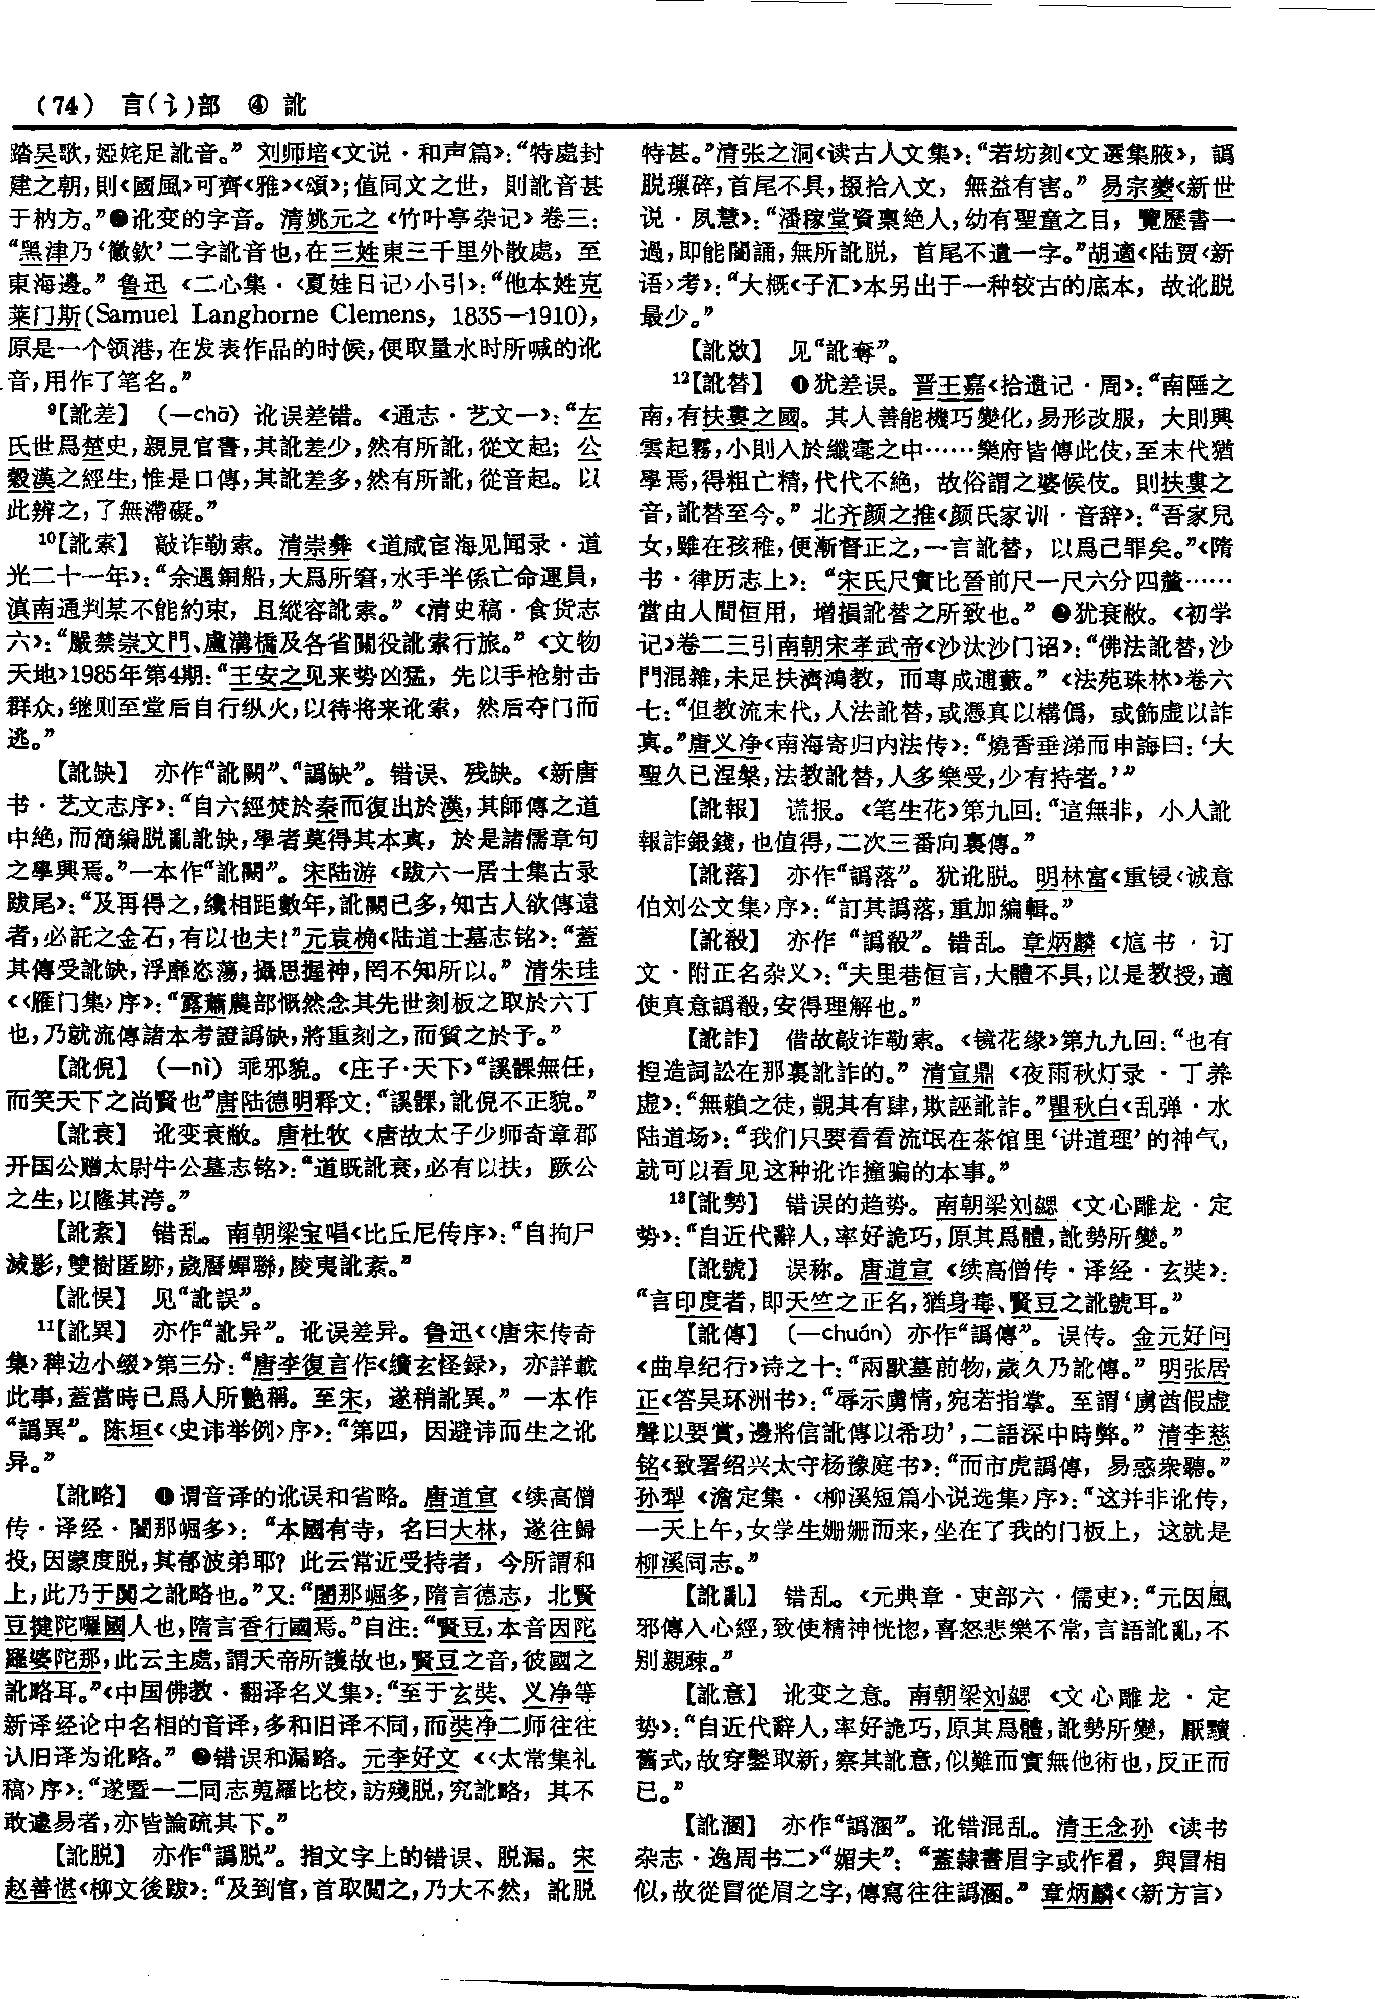 (74) 言(讠)部 ④ 訛
踏吴歌，婭姹足訛音。” 刘师培《文说·和声篇》：“特處封
建之朝，則《國風》可齊《雅》《頌》；值同文之世，則訛音甚
于枘方。”❷讹变的字音。清姚元之《竹叶亭杂记》卷三：
“黑津乃‘徽欽’二字訛音也，在三姓東三千里外散處，至
東海邊。” 鲁迅《二心集·〈夏娃日记〉小引》：“他本姓克
莱门斯(Samuel Langhorne Clemens，1835—1910)，
原是一个领港，在发表作品的时候，便取量水时所喊的讹
音，用作了笔名。”
⁹【訛差】 （—chā）讹误差错。《通志·艺文一》：“左
氏世爲楚史，親見官書，其訛差少，然有所訛，從文起；公
穀漢之經生，惟是口傳，其訛差多，然有所訛，從音起。以
此辨之，了無滯礙。”
¹⁰【訛索】 敲诈勒索。清崇彝《道咸宦海见闻录·道
光二十一年》：“余遇銅船，大爲所窘，水手半係亡命運員，
滇南通判某不能約束，且縱容訛索。”《清史稿·食货志
六》：“嚴禁崇文門、盧溝橋及各省關役訛索行旅。”《文物
天地》1985年第4期：“王安之见来势凶猛，先以手枪射击
群众，继则至堂后自行纵火，以待将来讹索，然后夺门而
逃。”
【訛缺】 亦作“訛闕”、“譌缺”。错误、残缺。《新唐
书·艺文志序》：“自六經焚於秦而復出於漢，其師傳之道
中絶，而簡編脱亂訛缺，學者莫得其本真，於是諸儒章句
之學興焉。”一本作“訛闕”。宋陆游《跋六一居士集古录
跋尾》：“及再得之，纔相距數年，訛闕已多，知古人欲傳遠
者，必託之金石，有以也夫！”元袁桷《陆道士墓志铭》：“蓋
其傳受訛缺，浮靡恣蕩，攝思握神，罔不知所以。” 清朱珪
《〈雁门集〉序》：“露蕭農部慨然念其先世刻板之取於六丁
也，乃就流傳諸本考證譌缺，將重刻之，而質之於予。”
【訛倪】 （—nì）乖邪貌。《庄子·天下》“謑髁無任，
而笑天下之尚賢也”唐陆德明释文：“謑髁，訛倪不正貌。”
【訛衰】 讹变衰敝。唐杜牧《唐故太子少师奇章郡
开国公赠太尉牛公墓志铭》：“道既訛衰，必有以扶，厥公
之生，以隆其洿。”
【訛紊】 错乱。南朝梁宝唱《比丘尼传序》：“自拘尸
滅影，雙樹匿跡，歲曆蟬聯，陵夷訛紊。”
【訛悮】 见“訛誤”。
¹¹【訛異】 亦作“訛异”。讹误差异。鲁迅《〈唐宋传奇
集〉稗边小缀》第三分：“唐李復言作《續玄怪録》，亦詳載
此事，蓋當時已爲人所艷稱。至宋，遂稍訛異。” 一本作
“譌異”。陈垣《〈史讳举例〉序》：“第四，因避讳而生之讹
异。”
【訛略】 ❶谓音译的讹误和省略。唐道宣《续高僧
传·译经·闍那崛多》：“本國有寺，名曰大林，遂往歸
投，因蒙度脱，其郁波弟耶？此云常近受持者，今所謂和
上，此乃于闐之訛略也。”又：“闍那崛多，隋言德志，北賢
豆揵陀囉國人也，隋言香行國焉。”自注：“賢豆，本音因陀
羅婆陀那，此云主處，謂天帝所護故也，賢豆之音，彼國之
訛略耳。”《中国佛教·翻译名义集》：“至于玄奘、义净等
新译经论中名相的音译，多和旧译不同，而奘净二师往往
认旧译为讹略。” ❷错误和漏略。元李好文《〈太常集礼
稿〉序》：“遂暨一二同志蒐羅比校，訪殘脱，究訛略，其不
敢遽易者，亦皆論疏其下。”
【訛脱】 亦作“譌脱”。指文字上的错误、脱漏。宋
赵善愖《柳文後跋》：“及到官，首取閲之，乃大不然，訛脱
特甚。”清张之洞《读古人文集》：“若坊刻《文選集腋》，譌
脱璅碎，首尾不具，掇拾入文，無益有害。” 易宗夔《新世
说·夙慧》：“潘稼堂資禀絶人，幼有聖童之目，覽歷書一
過，即能闇誦，無所訛脱，首尾不遺一字。”胡適《陆贾〈新
语〉考》：“大概《子汇》本另出于一种较古的底本，故讹脱
最少。”
【訛敚】 见“訛奪”。
¹²【訛替】 ❶犹差误。晋王嘉《拾遗记·周》：“南陲之
南，有扶婁之國。其人善能機巧變化，易形改服，大則興
雲起霧，小則入於纖毫之中……樂府皆傳此伎，至末代猶
學焉，得粗亡精，代代不絶，故俗謂之婆候伎。則扶婁之
音，訛替至今。” 北齐颜之推《颜氏家训·音辞》：“吾家兒
女，雖在孩稚，便漸督正之，一言訛替，以爲己罪矣。”《隋
书·律历志上》：“宋氏尺實比晉前尺一尺六分四釐……
當由人間恒用，增損訛替之所致也。” ❷犹衰敝。《初学
记》卷二三引南朝宋孝武帝《沙汰沙门诏》：“佛法訛替，沙
門混雜，未足扶濟鴻教，而專成逋藪。”《法苑珠林》卷六
七：“但教流末代，人法訛替，或憑真以構僞，或飾虚以詐
真。”唐义净《南海寄归内法传》：“燒香垂涕而申誨曰：‘大
聖久已涅槃，法教訛替，人多樂受，少有持者。’”
【訛報】 谎报。《笔生花》第九回：“這無非，小人訛
報詐銀錢，也值得，二次三番向裏傳。”
【訛落】 亦作“譌落”。犹讹脱。明林富《重锓〈诚意
伯刘公文集〉序》：“訂其譌落，重加編輯。”
【訛殽】 亦作“譌殽”。错乱。章炳麟《訄书·订
文·附正名杂义》：“夫里巷恒言，大體不具，以是教授，適
使真意譌殽，安得理解也。”
【訛詐】 借故敲诈勒索。《镜花缘》第九九回：“也有
揑造詞訟在那裏訛詐的。” 清宣鼎《夜雨秋灯录·丁养
虚》：“無賴之徒，覬其有肆，欺誣訛詐。”瞿秋白《乱弹·水
陆道场》：“我们只要看看流氓在茶馆里‘讲道理’的神气，
就可以看见这种讹诈撞骗的本事。”
¹³【訛勢】 错误的趋势。南朝梁刘勰《文心雕龙·定
势》：“自近代辭人，率好詭巧，原其爲體，訛勢所變。”
【訛號】 误称。唐道宣《续高僧传·译经·玄奘》：
“言印度者，即天竺之正名，猶身毒、賢豆之訛號耳。”
【訛傳】 （—chuán）亦作“譌傳”。误传。金元好问
《曲阜纪行》诗之十：“兩獸墓前物，歲久乃訛傳。” 明张居
正《答吴环洲书》：“辱示虜情，宛若指掌。至謂‘虜酋假虚
聲以要賞，邊將信訛傳以希功’，二語深中時弊。” 清李慈
铭《致署绍兴太守杨豫庭书》：“而市虎譌傳，易惑衆聽。”
孙犁《澹定集·〈柳溪短篇小说选集〉序》：“这并非讹传，
一天上午，女学生姗姗而来，坐在了我的门板上，这就是
柳溪同志。”
【訛亂】 错乱。《元典章·吏部六·儒吏》：“元因風
邪傳入心經，致使精神恍惚，喜怒悲樂不常，言語訛亂，不
别親疎。”
【訛意】 讹变之意。南朝梁刘勰《文心雕龙·定
势》：“自近代辭人，率好詭巧，原其爲體，訛勢所變，厭黷
舊式，故穿鑿取新，察其訛意，似難而實無他術也，反正而
已。”
【訛溷】 亦作“譌溷”。讹错混乱。清王念孙《读书
杂志·逸周书二》“媚夫”：“蓋隸書眉字或作眉，與冒相
似，故從冒從眉之字，傳寫往往譌溷。” 章炳麟《〈新方言〉